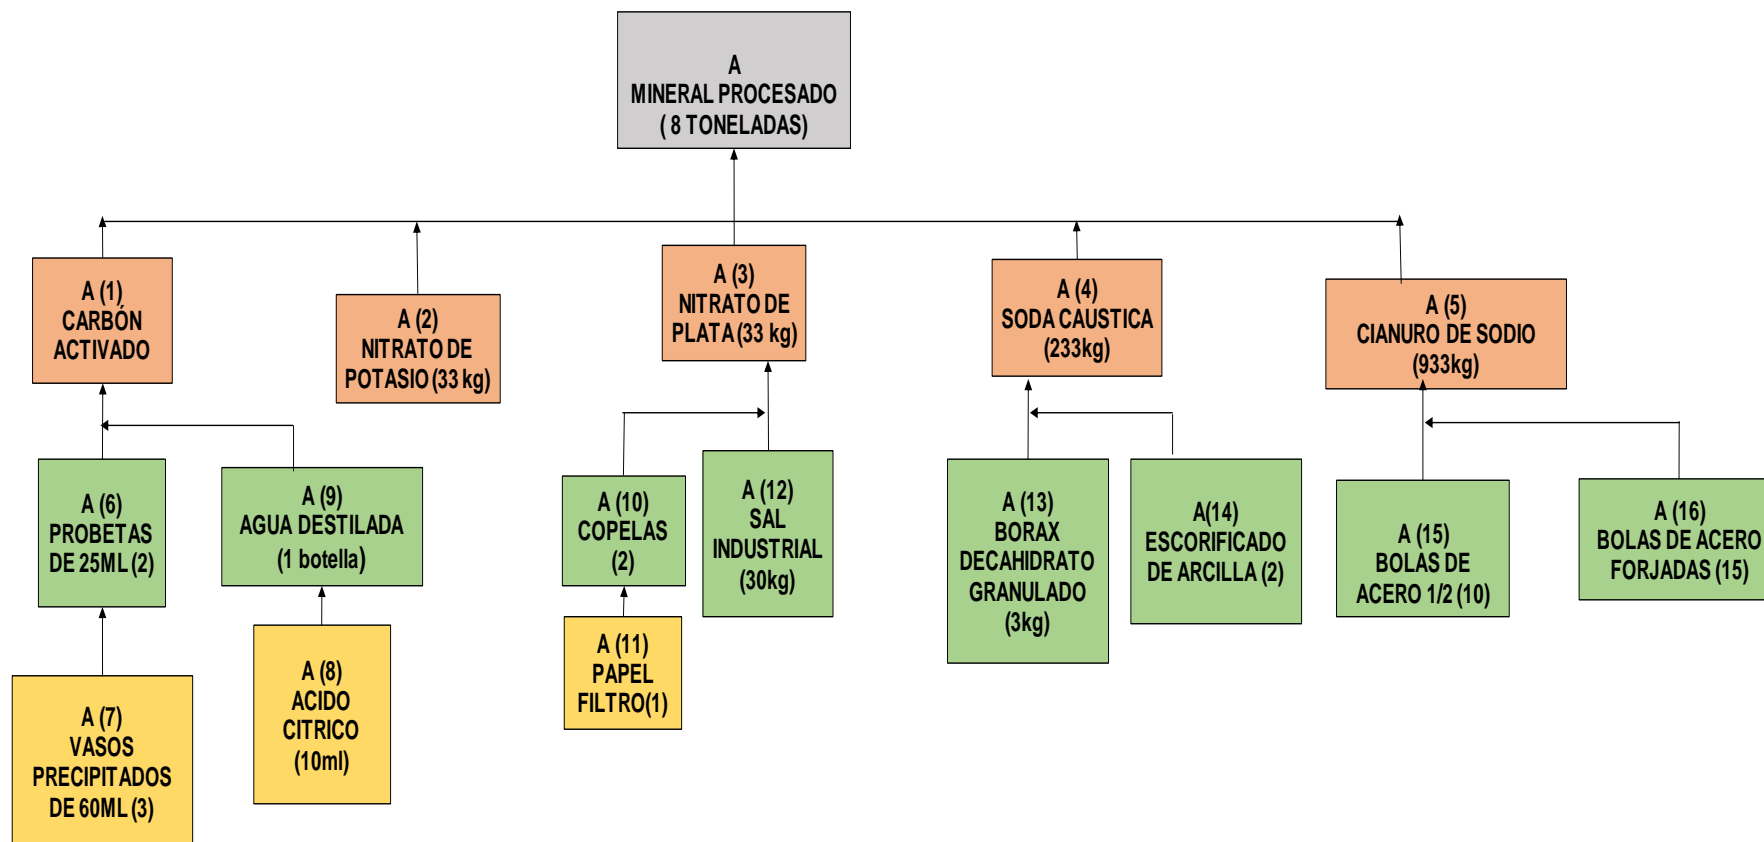 A
MINERAL PROCESADO
( 8 TONELADAS)
A (1)
CARBÓN
ACTIVADO
A (2)
NITRATO DE
POTASIO (33 kg)
A (3)
NITRATO DE
PLATA (33 kg)
A (4)
SODA CAUSTICA
(233kg)
A (5)
CIANURO DE SODIO
(933kg)
A (6)
PROBETAS
DE 25ML (2)
A (9)
AGUA DESTILADA
(1 botella)
A (10)
COPELAS
(2)
A (12)
SAL
INDUSTRIAL
(30kg)
A (13)
BORAX
DECAHIDRATO
GRANULADO
(3kg)
A(14)
ESCORIFICADO
DE ARCILLA (2)
A (15)
BOLAS DE
ACERO 1/2 (10)
A (16)
BOLAS DE ACERO
FORJADAS (15)
A (7)
VASOS
PRECIPITADOS
DE 60ML (3)
A (8)
ACIDO
CITRICO
(10ml)
A (11)
PAPEL
FILTRO(1)